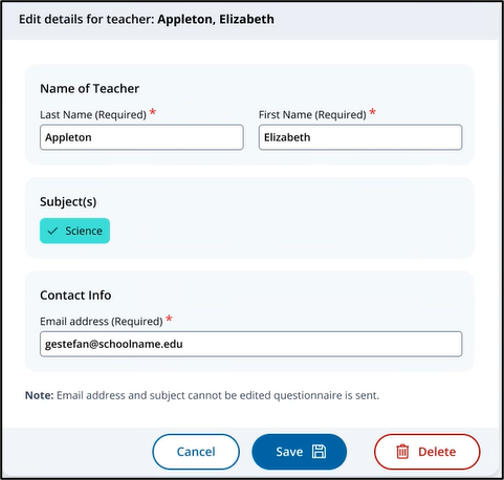 Edit details for teacher: Appleton, Elizabeth
Name of Teacher
Last Name (Required) *
First Name (Required) *
Appleton
Elizabeth
Subject(s)
Science
Contact Info
Email address (Required) *
gestefan@schoolname.edu
Note: Email address and subject cannot be edited questionnaire is sent.
Cancel
Save
Delete